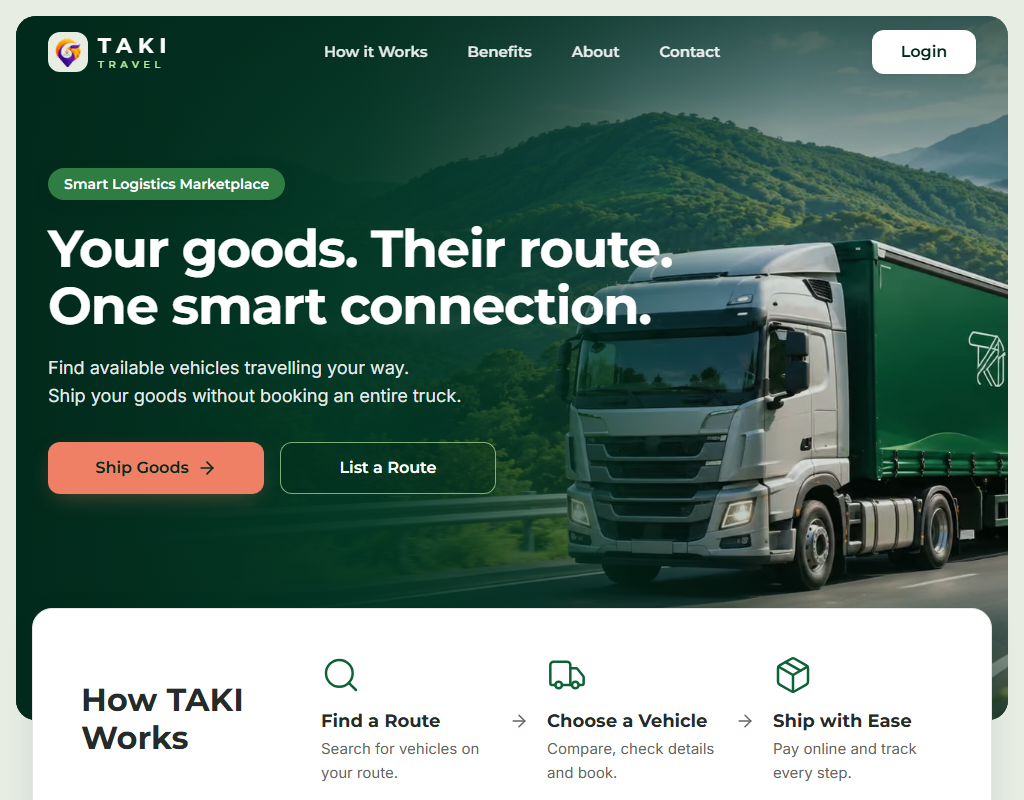 TAKI
TRAVEL
How it Works
Benefits
About
Contact
Login
Smart Logistics Marketplace
Your goods. Their route.
One smart connection.
Find available vehicles travelling your way.
Ship your goods without booking an entire truck.
Ship Goods
List a Route
How TAKI
Works
Find a Route
Search for vehicles on
your route.
Choose a Vehicle
Compare, check details
and book.
Ship with Ease
Pay online and track
every step.